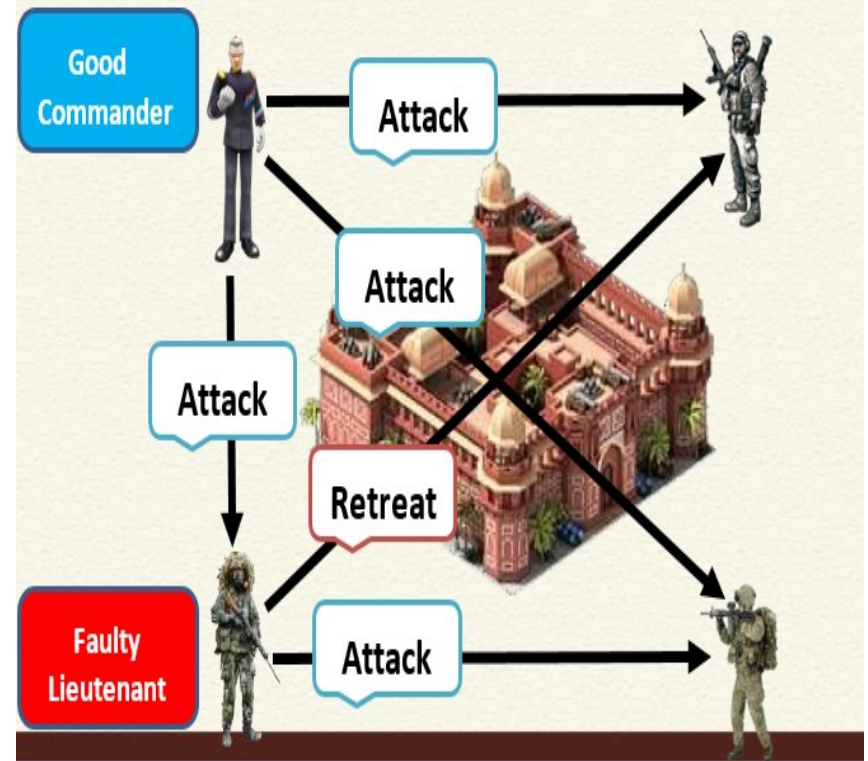 Good
Commander
Attack
Attack
Attack
Retreat
Faulty
Lieutenant
Attack